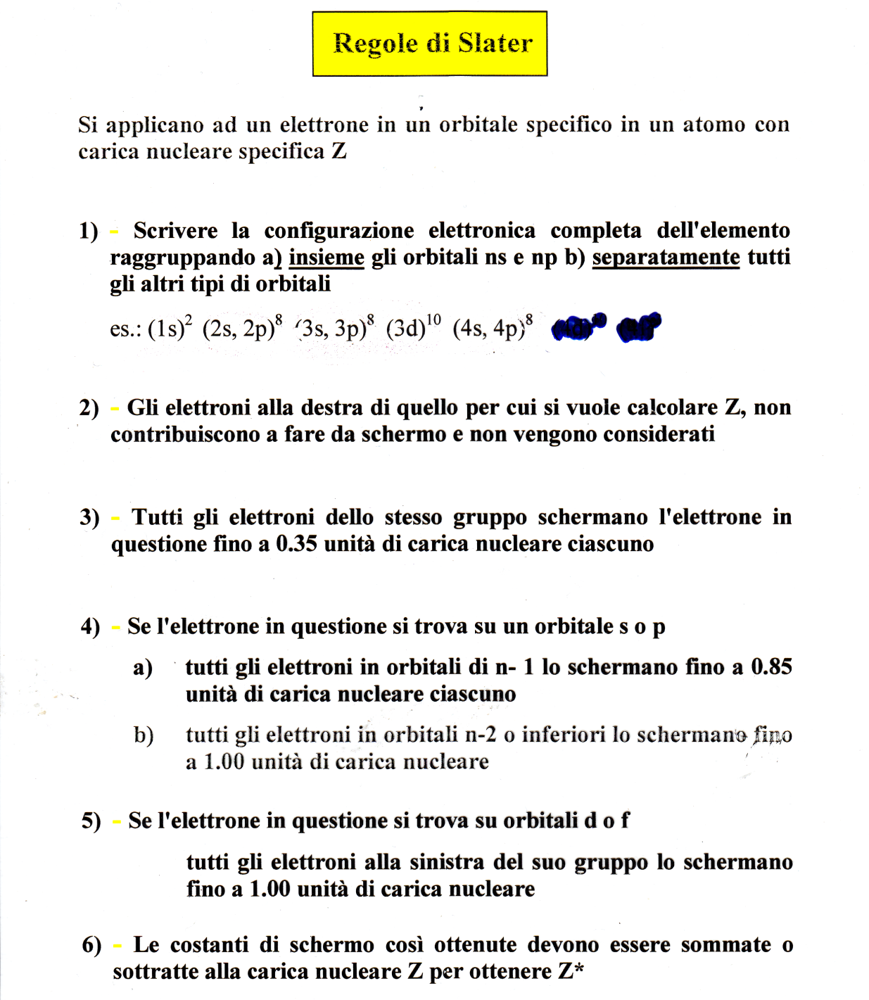 Regole di Slater
Si applicano ad un elettrone in un orbitale specifico in un atomo con
carica nucleare specifica Z
1) - Scrivere la configurazione elettronica completa dell'elemento
raggruppando a) insieme gli orbitali ns e np b) separatamente tutti
gli altri tipi di orbitali
es.: (1s)² (2s, 2p)⁸ (3s, 3p)⁸ (3d)¹⁰ (4s, 4p)⁸
2) - Gli elettroni alla destra di quello per cui si vuole calcolare Z, non
contribuiscono a fare da schermo e non vengono considerati
3) - Tutti gli elettroni dello stesso gruppo schermano l'elettrone in
questione fino a 0.35 unità di carica nucleare ciascuno
4) - Se l'elettrone in questione si trova su un orbitale s o p
a) tutti gli elettroni in orbitali di n- 1 lo schermano fino a 0.85
unità di carica nucleare ciascuno
b) tutti gli elettroni in orbitali n-2 o inferiori lo schermano fino
a 1.00 unità di carica nucleare
5) - Se l'elettrone in questione si trova su orbitali d o f
tutti gli elettroni alla sinistra del suo gruppo lo schermano
fino a 1.00 unità di carica nucleare
6) - Le costanti di schermo così ottenute devono essere sommate o
sottratte alla carica nucleare Z per ottenere Z*